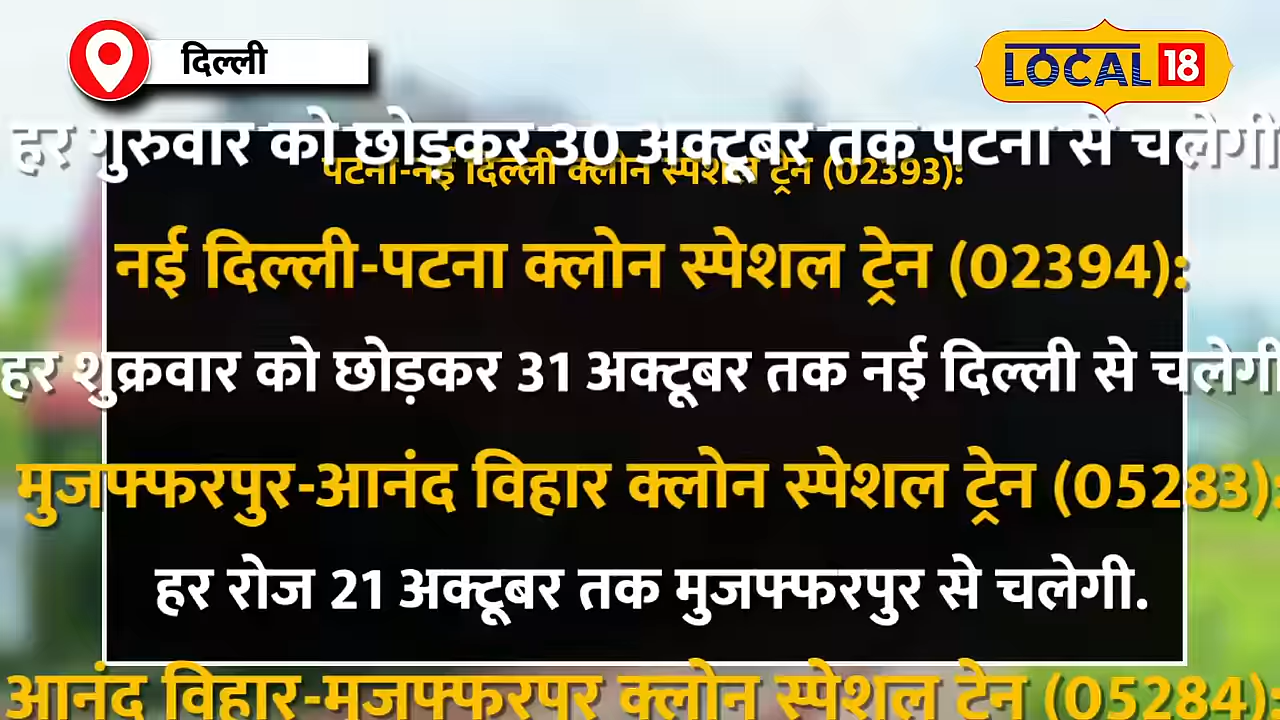 दिल्ली
LOCAL 18
हर गुरुवार को छोड़कर 30 अक्टूबर तक पटना से चलेगी
पटना-नई दिल्ली क्लोन स्पेशल ट्रेन (02393):
नई दिल्ली-पटना क्लोन स्पेशल ट्रेन (02394):
हर शुक्रवार को छोड़कर 31 अक्टूबर तक नई दिल्ली से चलेगी
मुजफ्फरपुर-आनंद विहार क्लोन स्पेशल ट्रेन (05283):
हर रोज 21 अक्टूबर तक मुजफ्फरपुर से चलेगी.
आनंद विहार-मुजफ्फरपुर क्लोन स्पेशल ट्रेन (05284):